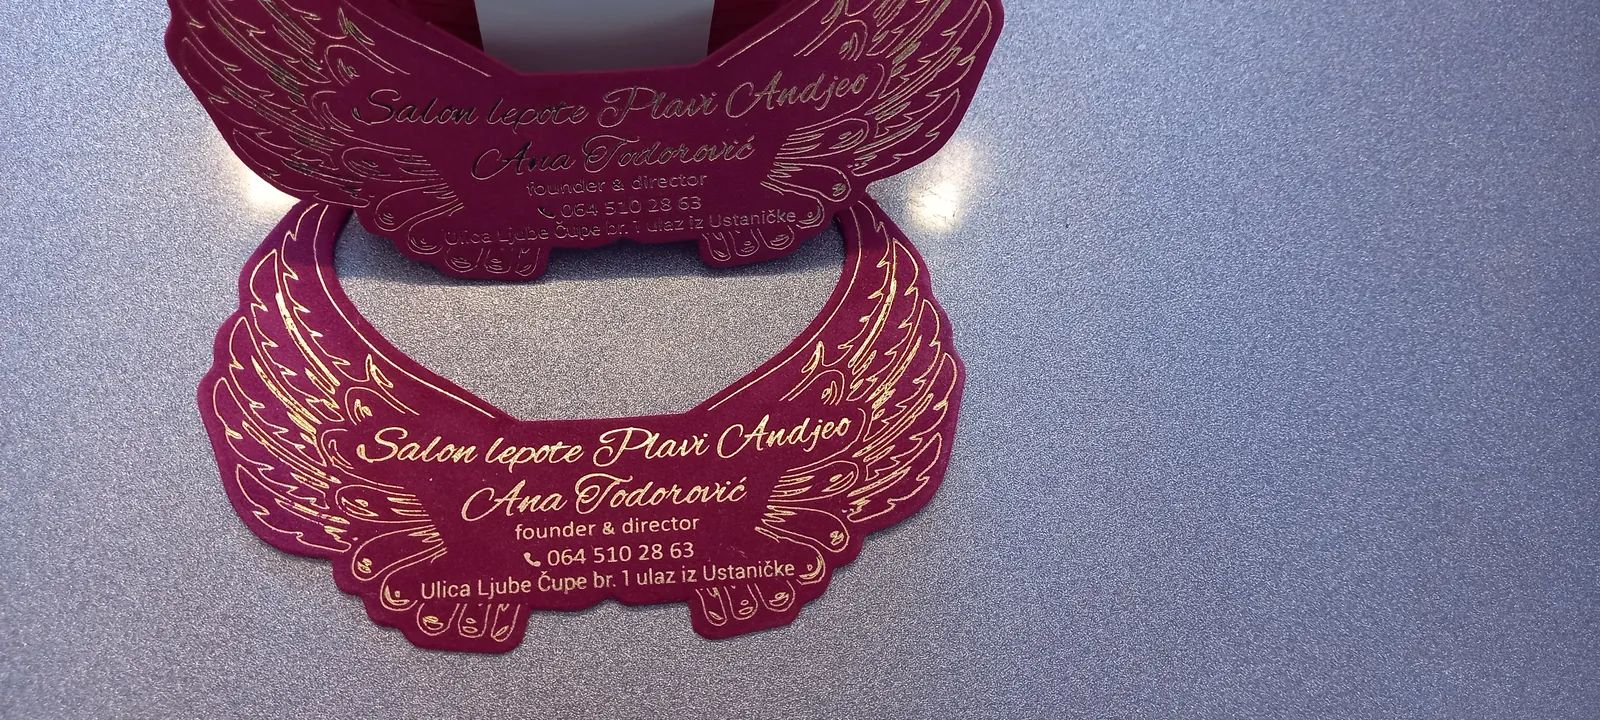 Salon lepote Plavi Andjeo
Ana Todorović
founder & director
064 510 28 63
Ulica Ljube Čupe br. 1 ulaz iz Ustaničke
Salon lepote Plavi Andjeo
Ana Todorović
founder & director
064 510 28 63
Ulica Ljube Čupe br. 1 ulaz iz Ustaničke